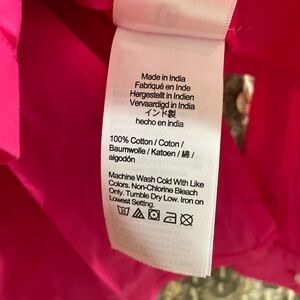 Made in India
Fabriqué en Inde
Hergestellt in Indien
Vervaardigd in India
インド製
hecho en india
100% Cotton / Coton /
Baumwolle / Katoen / 綿 /
algodón
Machine Wash Cold With Like
Colors. Non-Chlorine Bleach
Only. Tumble Dry Low. Iron on
Lowest Setting.